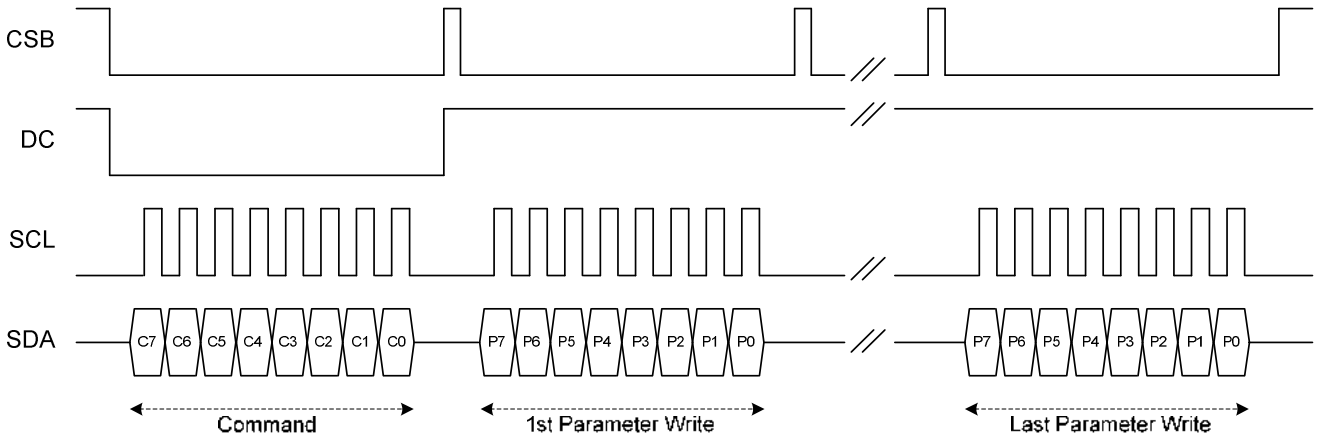 CSB
DC
SCL
SDA
C7 C6 C5 C4 C3 C2 C1 C0 P7 P6 P5 P4 P3 P2 P1 P0 P7 P6 P5 P4 P3 P2 P1 P0
Command 1st Parameter Write Last Parameter Write